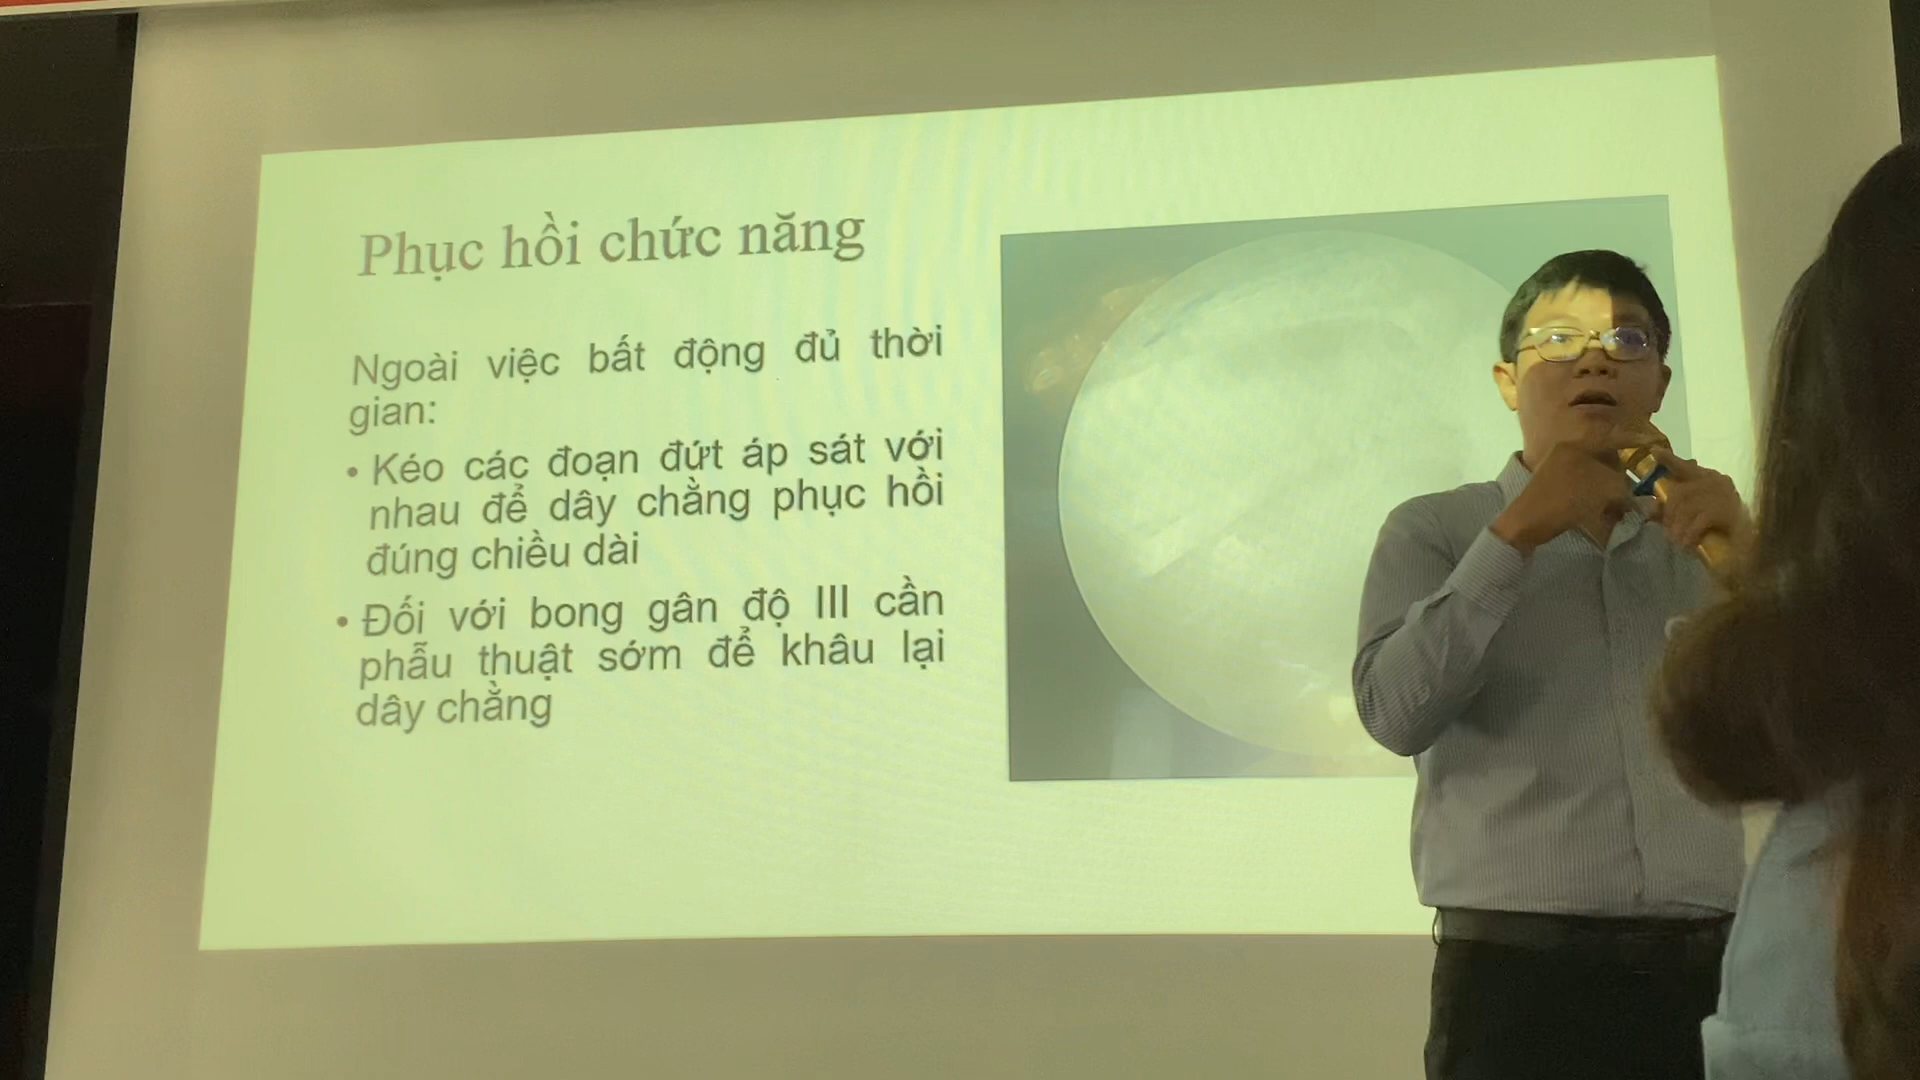 Phục hồi chức năng
Ngoài việc bất động đủ thời
gian:
• Kéo các đoạn đứt áp sát với
nhau để dây chằng phục hồi
đúng chiều dài
• Đối với bong gân độ III cần
phẫu thuật sớm để khâu lại
dây chằng